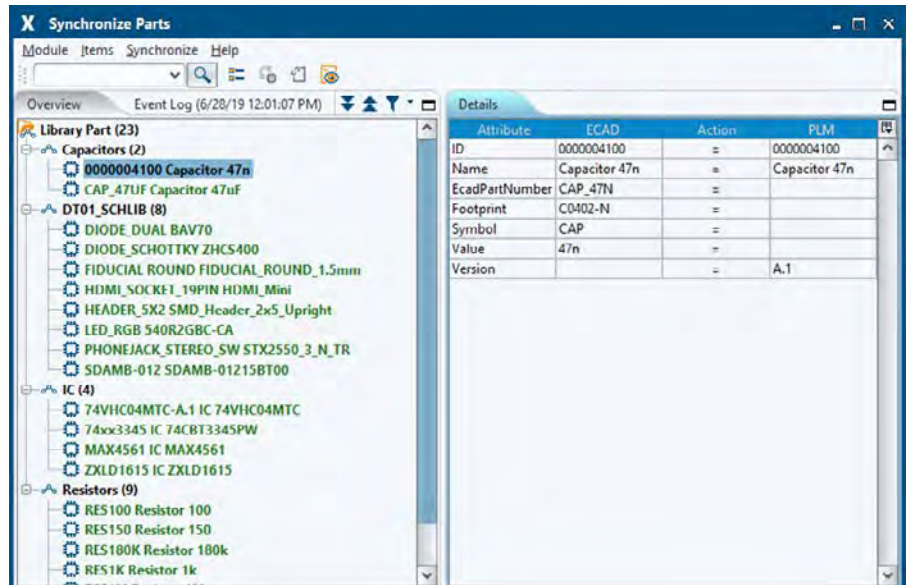 X Synchronize Parts
Module Items Synchronize Help
Overview Event Log (6/28/19 12:01:07 PM)
Library Part (23)
Capacitors (2)
0000004100 Capacitor 47n
CAP_47UF Capacitor 47uF
DT01_SCHLIB (8)
DIODE_DUAL BAV70
DIODE_SCHOTTKY ZHCS400
FIDUCIAL ROUND FIDUCIAL_ROUND_1.5mm
HDMI_SOCKET_19PIN HDMI_Mini
HEADER_5X2 SMD_Header_2x5_Upright
LED_RGB 540R2GBC-CA
PHONEJACK_STEREO_SW STX2550_3_N_TR
SDAMB-012 SDAMB-01215BT00
IC (4)
74VHC04MTC-A.1 IC 74VHC04MTC
74xx3345 IC 74CBT3345PW
MAX4561 IC MAX4561
ZXLD1615 IC ZXLD1615
Resistors (9)
RES100 Resistor 100
RES150 Resistor 150
RES180K Resistor 180k
RES1K Resistor 1k
Details
Attribute ECAD Action PLM
ID 0000004100 = 0000004100
Name Capacitor 47n = Capacitor 47n
EcadPartNumber CAP_47N =
Footprint C0402-N =
Symbol CAP =
Value 47n =
Version = A.1